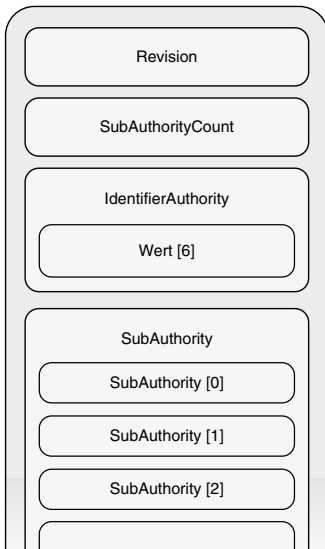 Revision
SubAuthorityCount
IdentifierAuthority
Wert [6]
SubAuthority
SubAuthority [0]
SubAuthority [1]
SubAuthority [2]